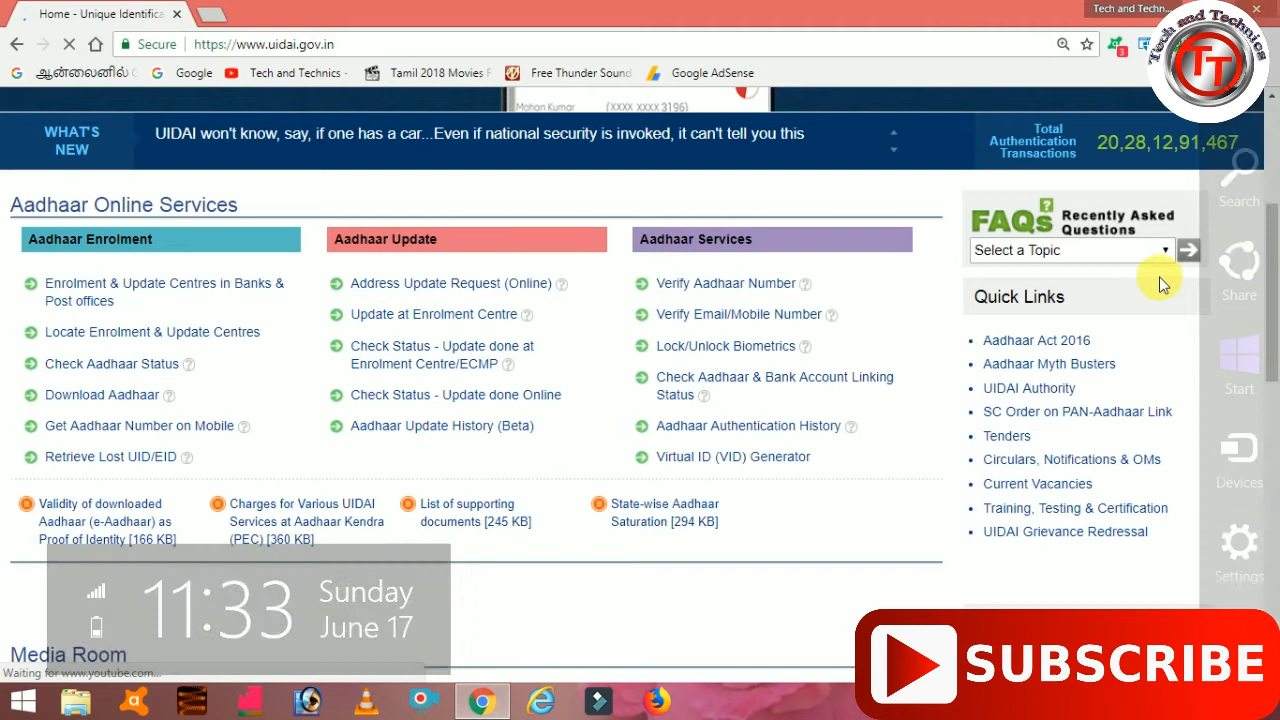 Home - Unique Identifica
Tech and Techn...
Secure
https://www.uidai.gov.in
3
ஆன்லைனில்
Google
Tech and Technics -
Tamil 2018 Movies F
Free Thunder Sound
Google AdSense
Tech and Technics
TT
Mohan Kumar (XXXX XXXX 3196)
WHAT'S
NEW
UIDAI won't know, say, if one has a car...Even if national security is invoked, it can't tell you this
Total
Authentication
Transactions
20,28,12,91,467
Aadhaar Online Services
Aadhaar Enrolment
Enrolment & Update Centres in Banks &
Post offices
Locate Enrolment & Update Centres
Check Aadhaar Status
Download Aadhaar
Get Aadhaar Number on Mobile
Retrieve Lost UID/EID
Aadhaar Update
Address Update Request (Online)
Update at Enrolment Centre
Check Status - Update done at
Enrolment Centre/ECMP
Check Status - Update done Online
Aadhaar Update History (Beta)
Aadhaar Services
Verify Aadhaar Number
Verify Email/Mobile Number
Lock/Unlock Biometrics
Check Aadhaar & Bank Account Linking
Status
Aadhaar Authentication History
Virtual ID (VID) Generator
FAQs
Recently Asked
Questions
Select a Topic
Quick Links
Aadhaar Act 2016
Aadhaar Myth Busters
UIDAI Authority
SC Order on PAN-Aadhaar Link
Tenders
Circulars, Notifications & OMs
Current Vacancies
Training, Testing & Certification
UIDAI Grievance Redressal
Search
Share
Start
Devices
Settings
Validity of downloaded
Aadhaar (e-Aadhaar) as
Proof of Identity [166 KB]
Charges for Various UIDAI
Services at Aadhaar Kendra
(PEC) [360 KB]
List of supporting
documents [245 KB]
State-wise Aadhaar
Saturation [294 KB]
11:33
Sunday
June 17
Media Room
Waiting for www.youtube.com...
SUBSCRIBE